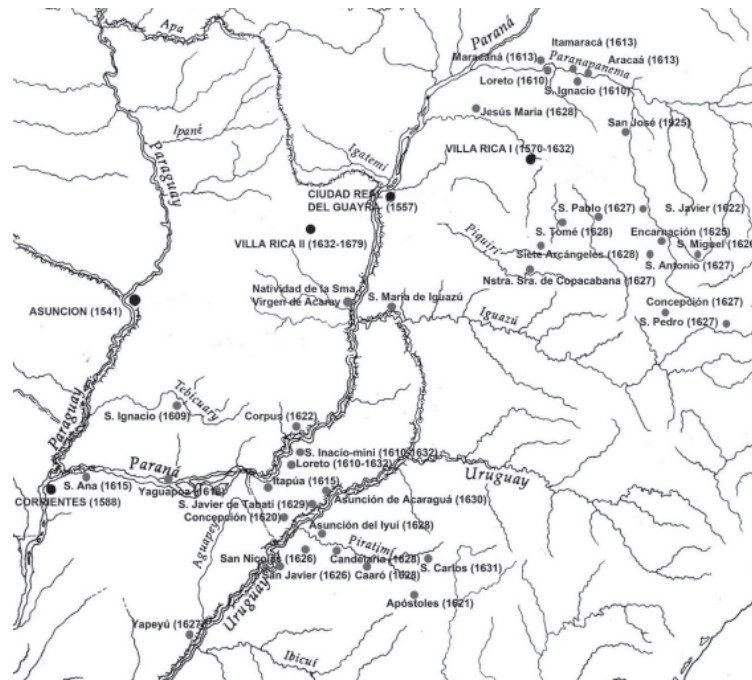 Apa
Paraná
Itamaracá (1613)
Maracaná (1613)
Paranapanema
Aracaá (1613)
Loreto (1610)
S. Ignacio (1610)
Jesús María (1628)
San José (1925)
Ipané
Paraguay
Igatemí
VILLA RICA I (1570-1632)
CIUDAD REAL
DEL GUAYRA (1557)
S. Pablo (1627)
S. Javier (1622)
VILLA RICA II (1632-1679)
S. Tomé (1628)
Encarnación (1625)
Piquirí
Siete Arcángeles (1628)
S. Miguel (1626
S. Antonio (1627)
Nstra. Sra. de Copacabana (1627)
Natividad de la Sma.
Virgen de Acaray
S. María de Iguazú
ASUNCION (1541)
Iguazú
Concepción (1627)
S. Pedro (1627)
Tebicuary
S. Ignacio (1609)
Paraguay
Corpus (1622)
S. Inacio-mini (1610-1632)
Paraná
Loreto (1610-1632)
S. Ana (1615)
Itapúa (1615)
Uruguay
Yaguapoa
CORRIENTES (1588)
S. Javier de Tabatí (1629)
Asunción de Acaraguá (1630)
Concepción (1620)
Aguapey
Asunción del Iyuí (1628)
Piratimí
San Nicolás (1626)
Candelaria (1628)
S. Carlos (1631)
San Javier (1626)
Caaró (1628)
Uruguay
Apóstoles (1621)
Yapeyú (1627)
Ibicuí